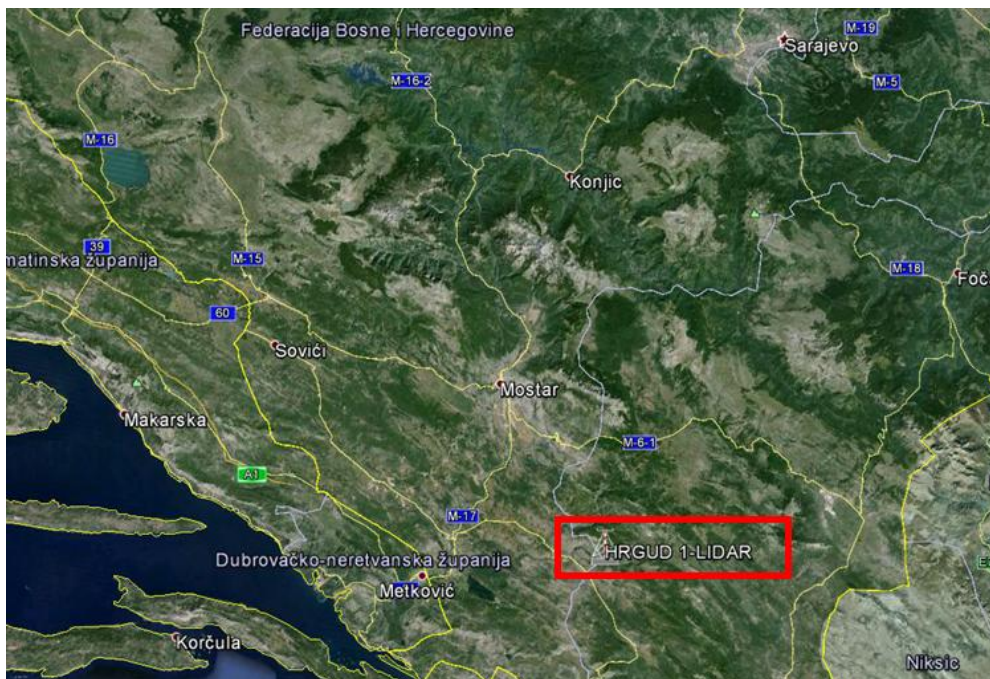 Federacija Bosne i Hercegovine
M-19
Sarajevo
M-16-2
M-5
M-16
Konjic
39
matinska županija
M-15
M-18
Foč
60
Sovići
Mostar
Makarska
M-6-1
A1
M-17
HRGUD 1-LIDAR
Dubrovačko-neretvanska županija
Metković
Korčula
Niksic